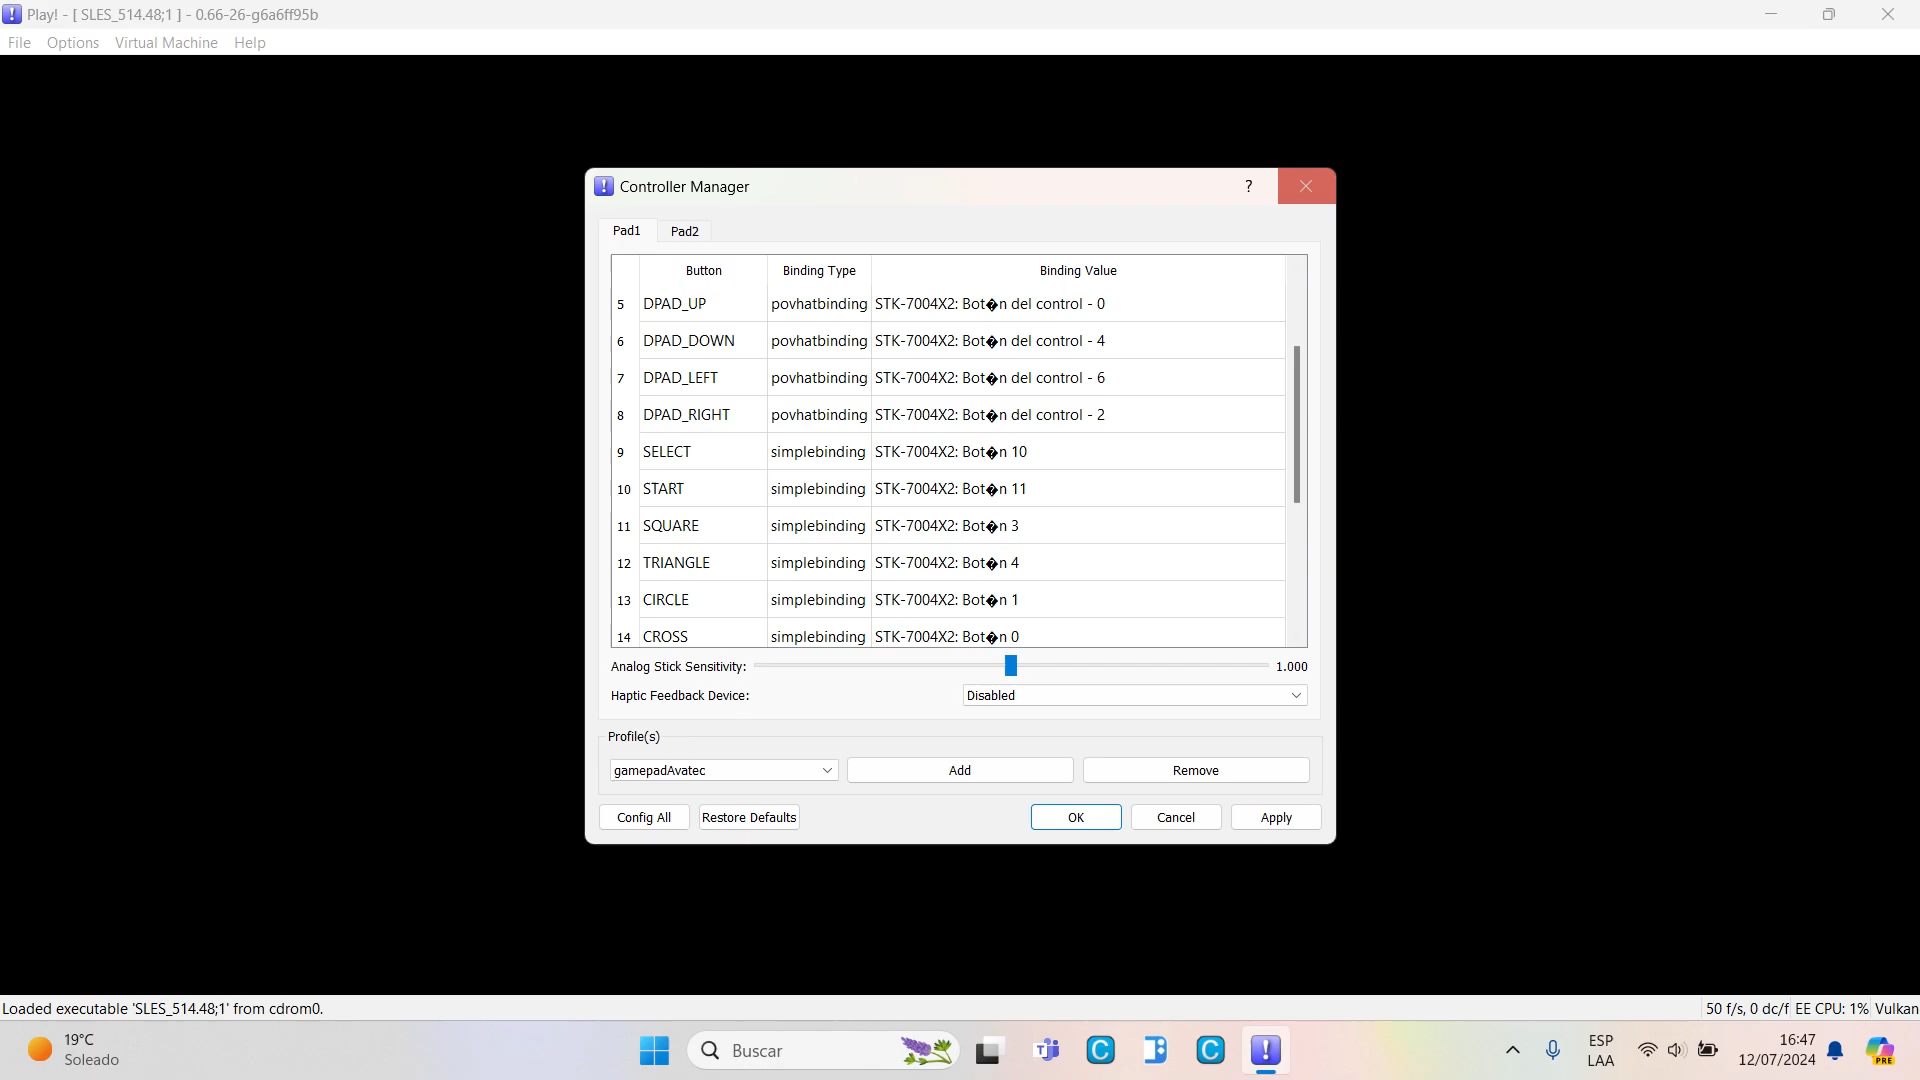 Play! - [ SLES_514.48;1 ] - 0.66-26-g6a6ff95b
File Options Virtual Machine Help
Controller Manager
?
Pad1 Pad2
Button Binding Type Binding Value
5 DPAD_UP povhatbinding STK-7004X2: Bot�n del control - 0
6 DPAD_DOWN povhatbinding STK-7004X2: Bot�n del control - 4
7 DPAD_LEFT povhatbinding STK-7004X2: Bot�n del control - 6
8 DPAD_RIGHT povhatbinding STK-7004X2: Bot�n del control - 2
9 SELECT simplebinding STK-7004X2: Bot�n 10
10 START simplebinding STK-7004X2: Bot�n 11
11 SQUARE simplebinding STK-7004X2: Bot�n 3
12 TRIANGLE simplebinding STK-7004X2: Bot�n 4
13 CIRCLE simplebinding STK-7004X2: Bot�n 1
14 CROSS simplebinding STK-7004X2: Bot�n 0
Analog Stick Sensitivity: 1.000
Haptic Feedback Device: Disabled
Profile(s)
gamepadAvatec Add Remove
Config All Restore Defaults OK Cancel Apply
Loaded executable 'SLES_514.48;1' from cdrom0.
50 f/s, 0 dc/f EE CPU: 1% Vulkan
19°C
Soleado
Buscar
ESP
LAA
16:47
12/07/2024
PRE